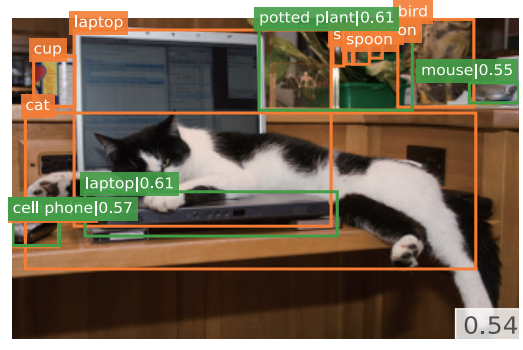 bird
laptop
potted plant|0.61
s
spoon
on
cup
mouse|0.55
cat
laptop|0.61
cell phone|0.57
0.54